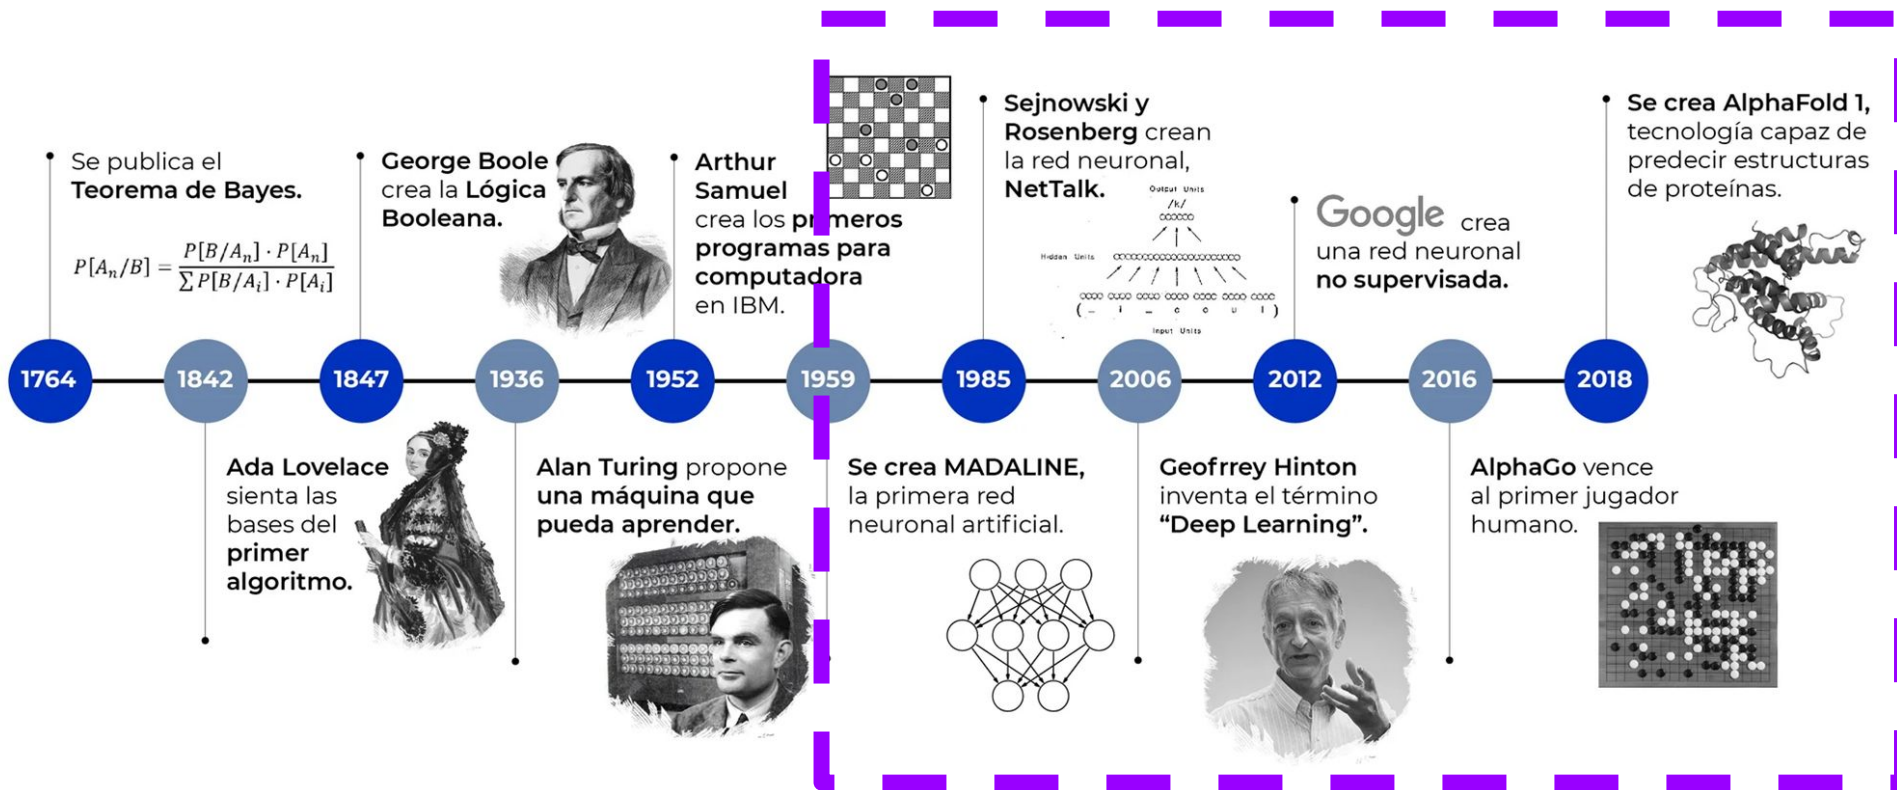 Se publica el
Teorema de Bayes.
P[A_n/B] = P[B/A_n] · P[A_n] / ∑ P[B/A_i] · P[A_i]
George Boole
crea la Lógica
Booleana.
Arthur
Samuel
crea los primeros
programas para
computadora
en IBM.
Sejnowski y
Rosenberg crean
la red neuronal,
NetTalk.
Output Units
/k/
Hidden Units
( _ i _ c o u l )
Input Units
Google crea
una red neuronal
no supervisada.
Se crea AlphaFold 1,
tecnología capaz de
predecir estructuras
de proteínas.
1764
1842
1847
1936
1952
1959
1985
2006
2012
2016
2018
Ada Lovelace
sienta las
bases del
primer
algoritmo.
Alan Turing propone
una máquina que
pueda aprender.
Se crea MADALINE,
la primera red
neuronal artificial.
Geofrrey Hinton
inventa el término
“Deep Learning”.
AlphaGo vence
al primer jugador
humano.